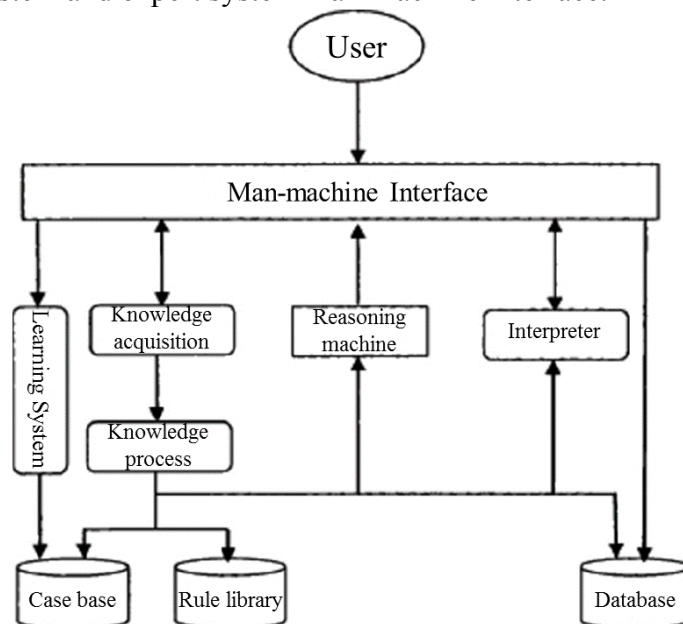 User
Man-machine Interface
Learning System
Knowledge
acquisition
Reasoning
machine
Interpreter
Knowledge
process
Case base
Rule library
Database